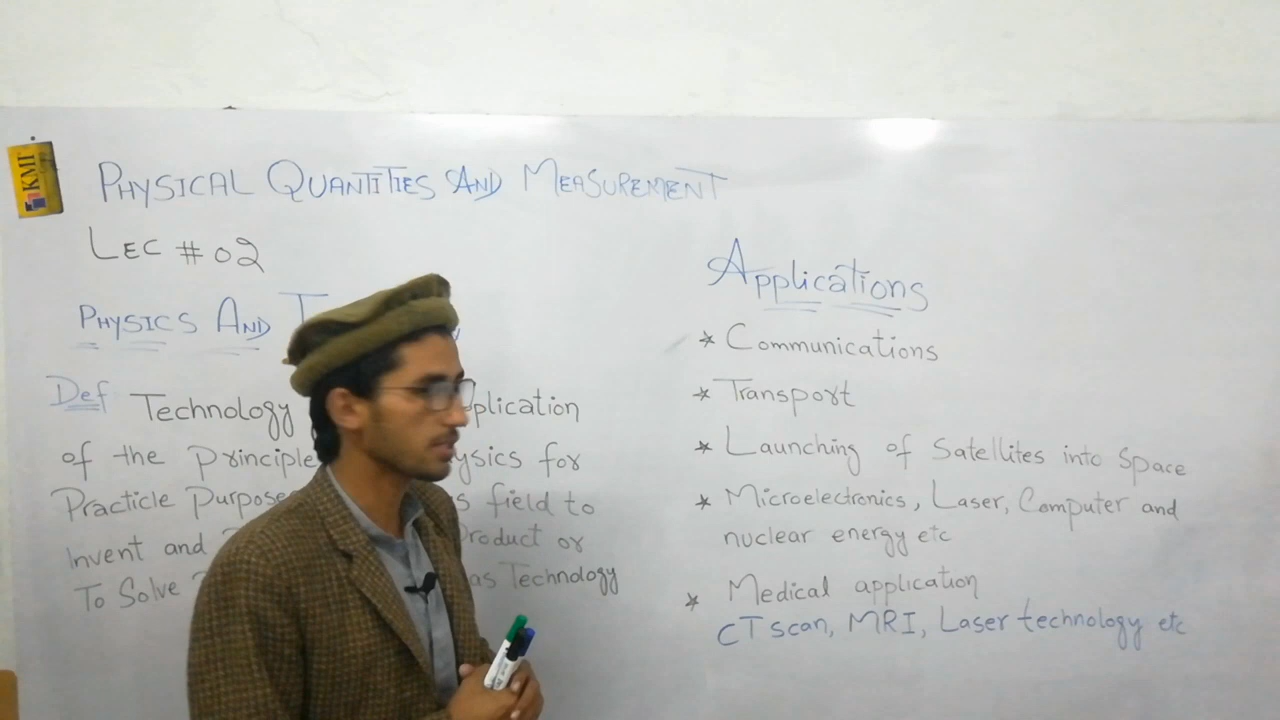 KMI
PHYSICAL QUANTITIES AND MEASUREMENT
LEC # 02
PHYSICS AND
Def Technology plication
of the Principle ysics for
Practicle Purpose s field to
Invent and Product or
To Solve as Technology
Applications
* Communications
* Transport
* Launching of Satellites into Space
* Microelectronics, Laser, Computer and
nuclear energy etc
* Medical application
CT scan, MRI, Laser technology etc